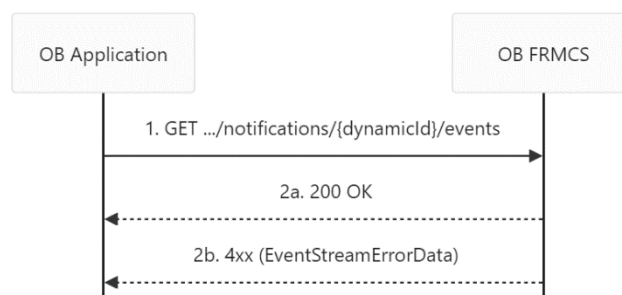 OB Application
OB FRMCS
1. GET .../notifications/{dynamicId}/events
2a. 200 OK
2b. 4xx (EventStreamErrorData)